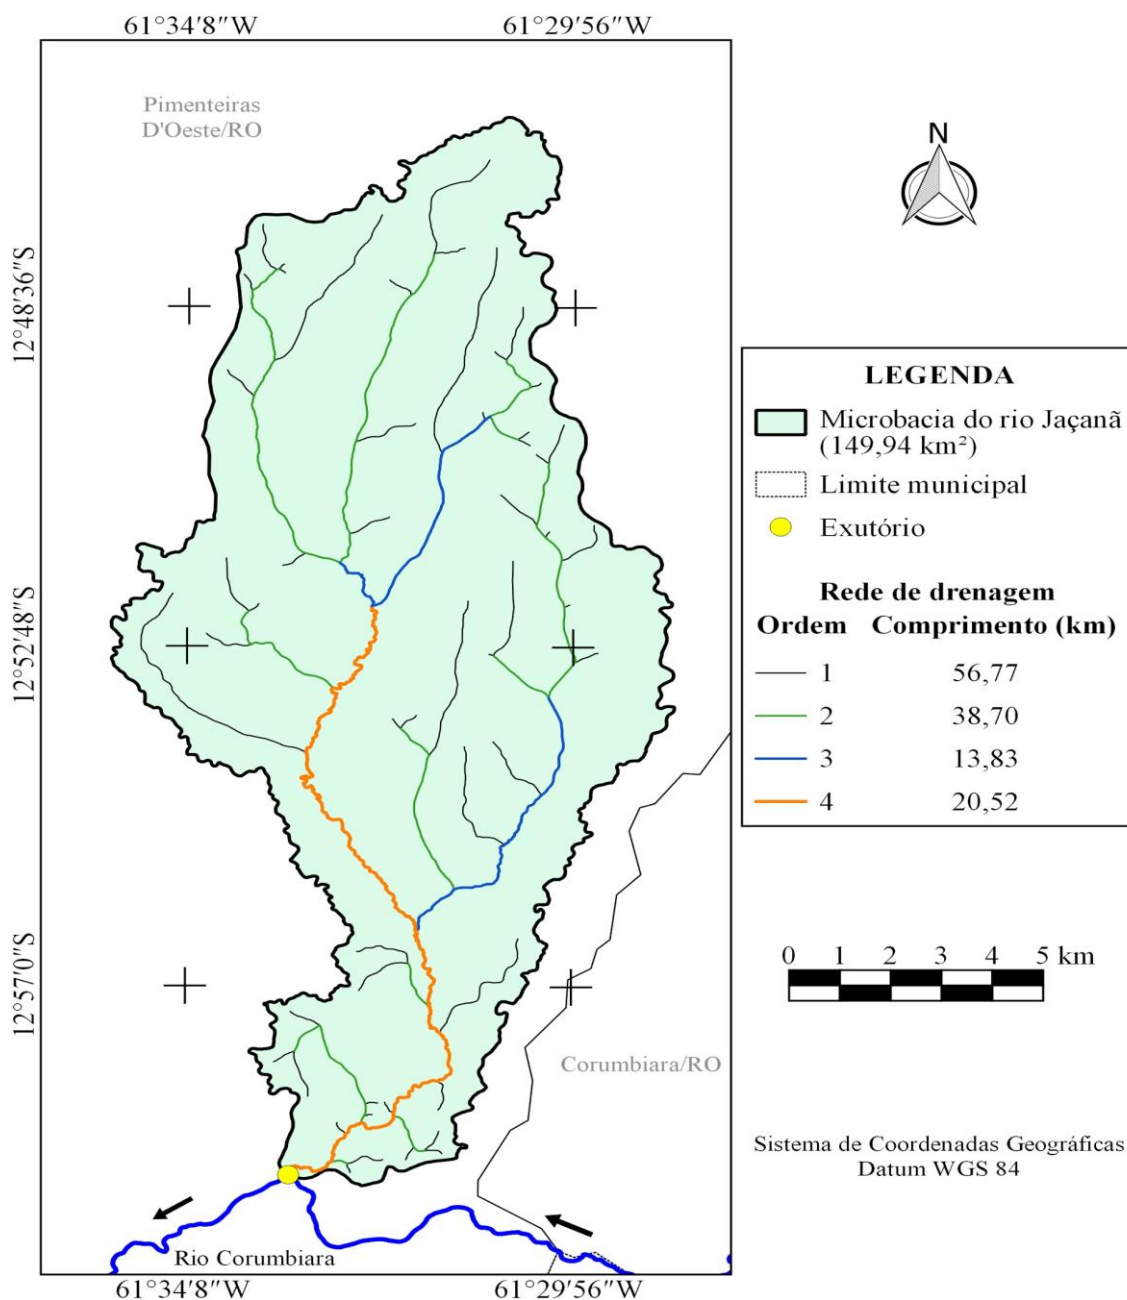 61°34'8"W
61°29'56"W
Pimenteiras
D'Oeste/RO
N
12°48'36"S
12°52'48"S
12°57'0"S
LEGENDA
Microbacia do rio Jaçanã
(149,94 km²)
Limite municipal
Exutório
Rede de drenagem
Ordem Comprimento (km)
1 56,77
2 38,70
3 13,83
4 20,52
0 1 2 3 4 5 km
Corumbiara/RO
Sistema de Coordenadas Geográficas
Datum WGS 84
Rio Corumbiara
61°34'8"W
61°29'56"W